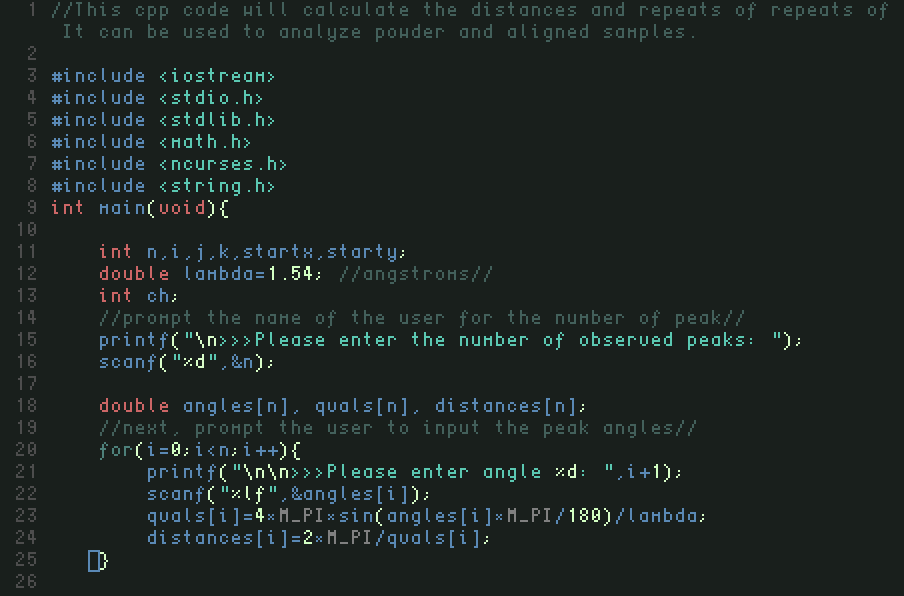 1 //This cpp code will calculate the distances and repeats of repeats of
It can be used to analyze powder and aligned samples.
2
3 #include <iostream>
4 #include <stdio.h>
5 #include <stdlib.h>
6 #include <math.h>
7 #include <ncurses.h>
8 #include <string.h>
9 int main(void){
10
11 int n,i,j,k,startx,starty;
12 double lambda=1.54; //angstroms//
13 int ch;
14 //prompt the name of the user for the number of peak//
15 printf("\n>>>Please enter the number of observed peaks: ");
16 scanf("%d",&n);
17
18 double angles[n], qvals[n], distances[n];
19 //next, prompt the user to input the peak angles//
20 for(i=0;i<n;i++){
21 printf("\n\n>>>Please enter angle %d: ",i+1);
22 scanf("%lf",&angles[i]);
23 qvals[i]=4*M_PI*sin(angles[i]*M_PI/180)/lambda;
24 distances[i]=2*M_PI/qvals[i];
25 }
26